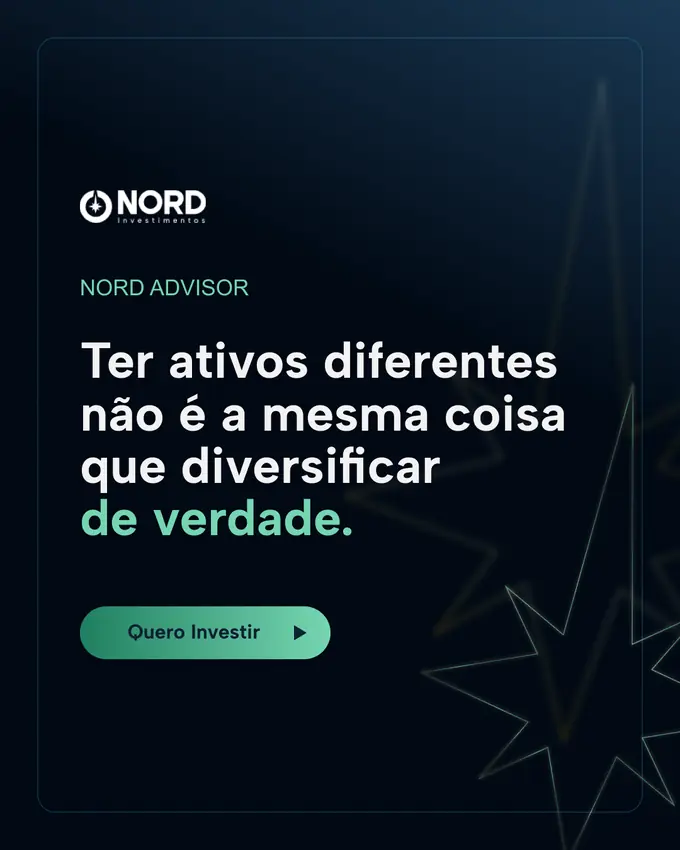 NORD
Investimentos
NORD ADVISOR
Ter ativos diferentes
não é a mesma coisa
que diversificar
de verdade.
Quero Investir